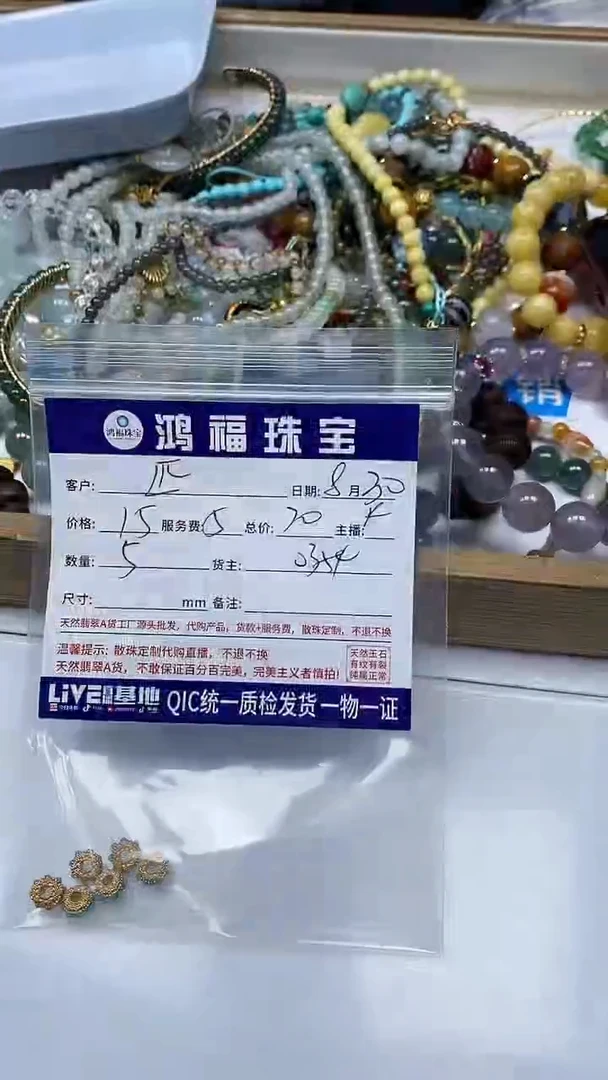 鸿福珠宝 鸿福珠宝
客户: 匹 日期: 8 月 30
价格: 15 服务费 5 总价: 20 主播:
数量: 5 货主:
尺寸: mm 备注:
天然翡翠A货工厂源头批发,代购产品,货款+服务费,散珠定制,不退不换
温馨提示:散珠定制代购直播,不退不换
天然翡翠A货,不敢保证百分百完美,完美主义者慎拍!
天然玉石
有纹有裂
纯属正常
LiVE 基地 QIC统一质检发货一物一证
销